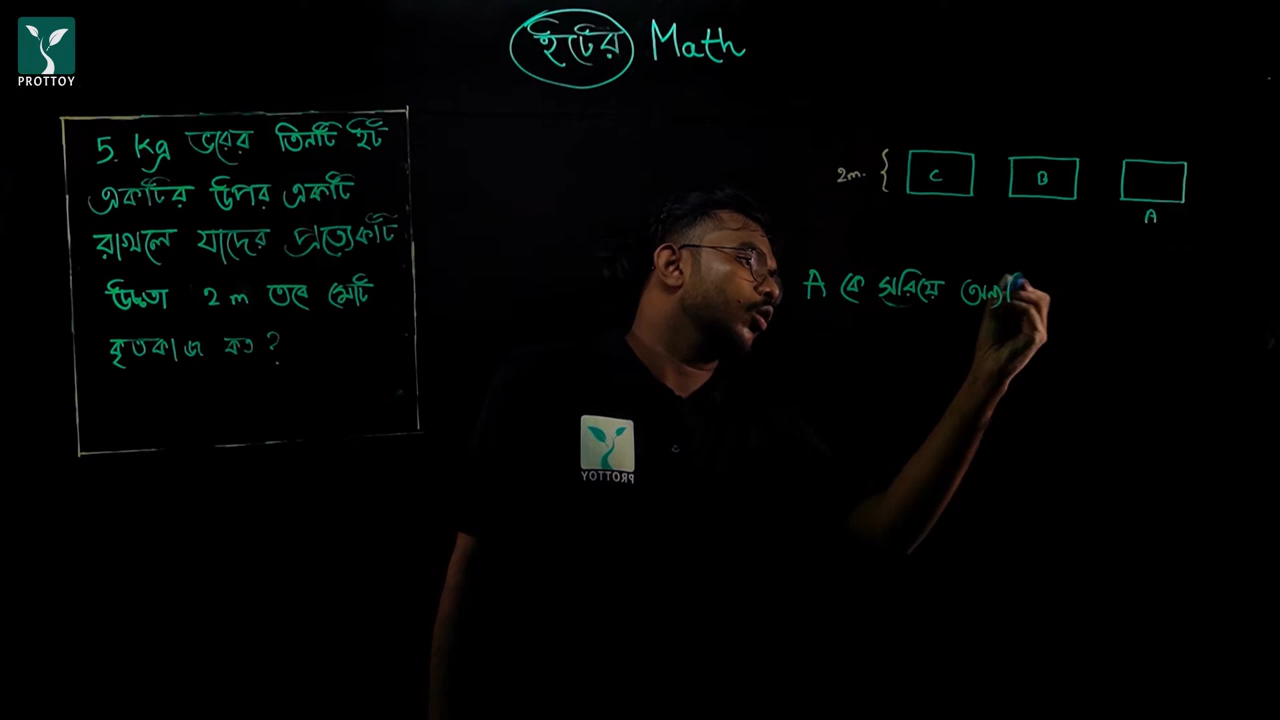 PROTTOY
ইটের Math
5 Kg ভরের তিনটি ইট
একটির উপর একটি
রাখলে যাদের প্রত্যেকটি
উচ্চতা 2m তবে মোট
কৃতকাজ কত?
2m. { C B
A
A কে সরিয়ে
PROTTOY